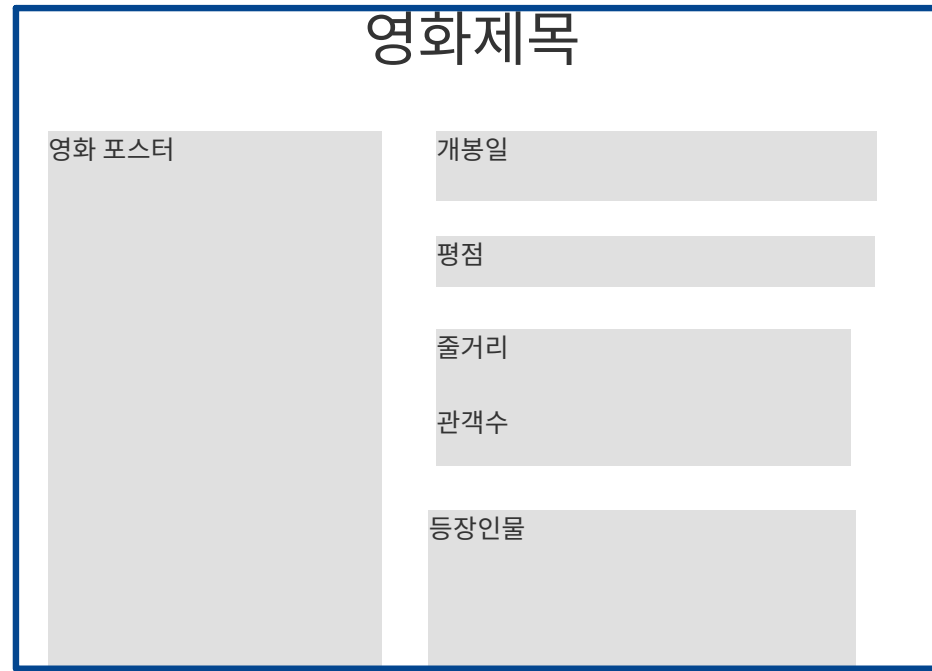 영화제목
영화 포스터
개봉일
평점
줄거리
관객수
등장인물